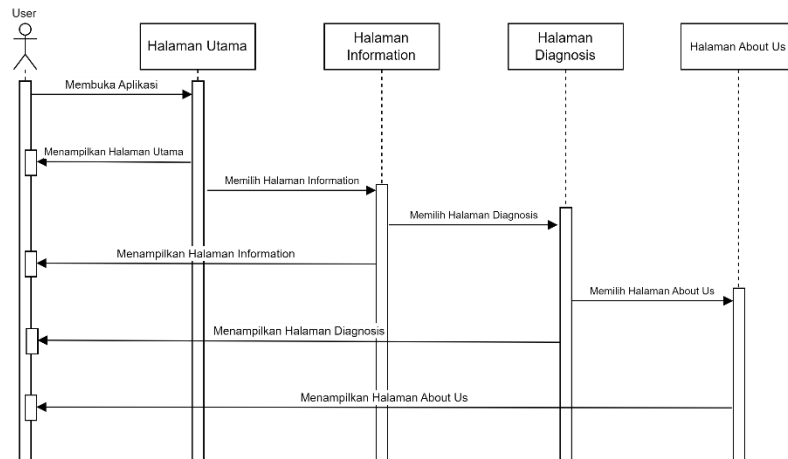 User
Halaman Utama
Halaman
Information
Halaman
Diagnosis
Halaman About Us
Membuka Aplikasi
Menampilkan Halaman Utama
Memilih Halaman Information
Memilih Halaman Diagnosis
Menampilkan Halaman Information
Memilih Halaman About Us
Menampilkan Halaman Diagnosis
Menampilkan Halaman About Us